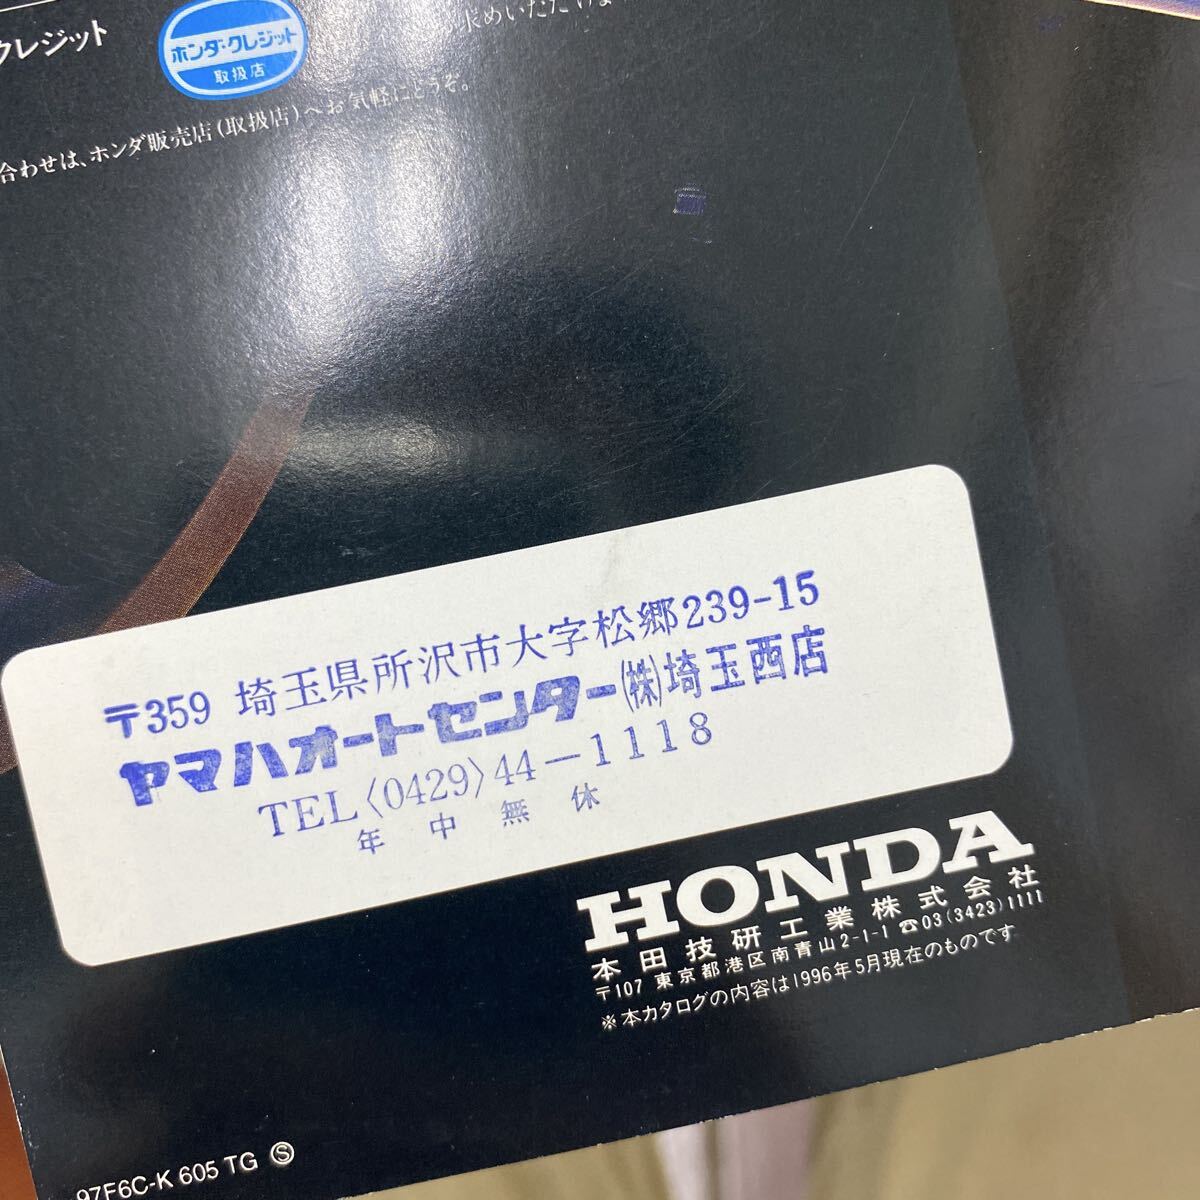 クレジット
ホンダ・クレジット
取扱店
合わせは、ホンダ販売店(取扱店)へお気軽にどうぞ。
〒359 埼玉県所沢市大字松郷239-15
ヤマハオートセンター(株)埼玉西店
TEL〈0429〉44-1118
年中無休
HONDA
本田技研工業株式会社
〒107 東京都港区南青山2-1-1 ☎03(3423)1111
※本カタログの内容は1996年5月現在のものです
97F6C-K 605 TG Ⓢ